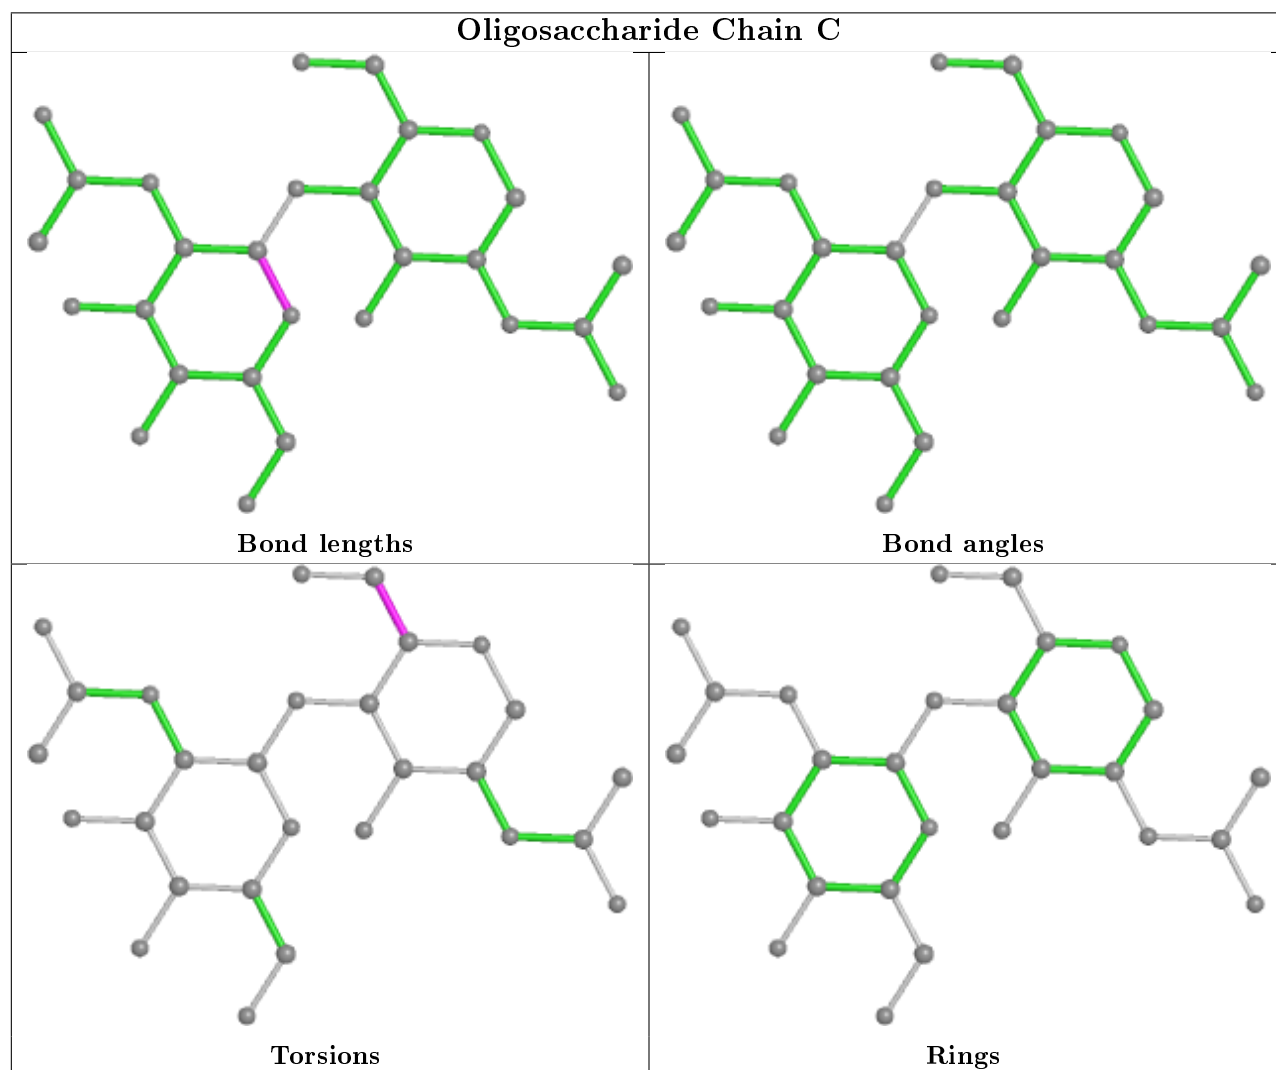 Oligosaccharide Chain C
Bond lengths
Bond angles
Torsions
Rings